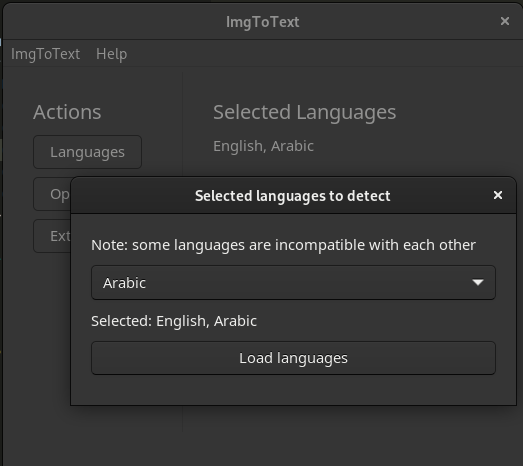 ImgToText
ImgToText Help
Actions
Selected Languages
Languages
English, Arabic
Op
Ext
Selected languages to detect
Note: some languages are incompatible with each other
Arabic
Selected: English, Arabic
Load languages